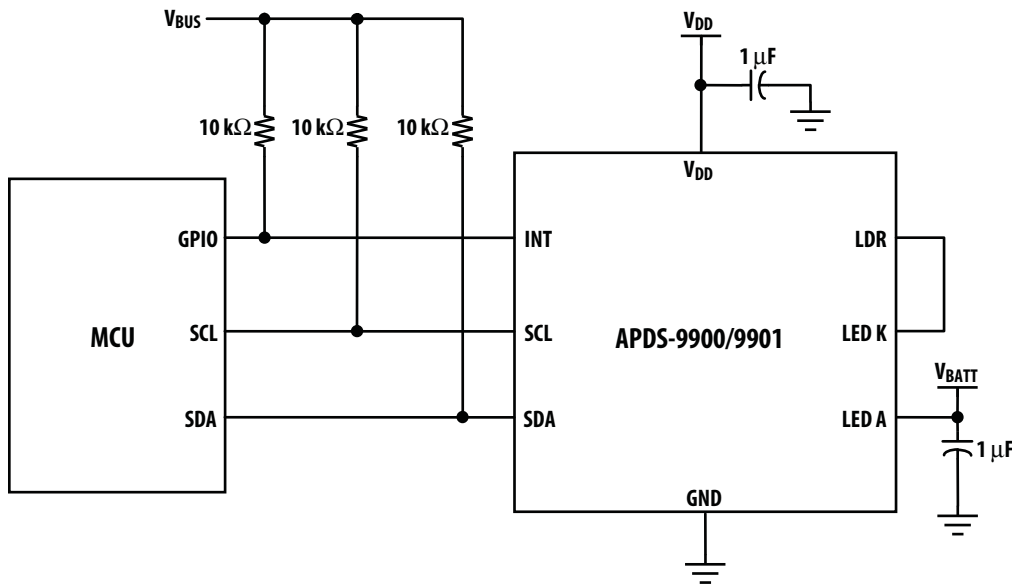 VBUS
VDD
1 μF
10 kΩ 10 kΩ 10 kΩ
VDD
GPIO INT LDR
MCU SCL SCL APDS-9900/9901 LED K
VBATT
SDA SDA LED A
1 μF
GND